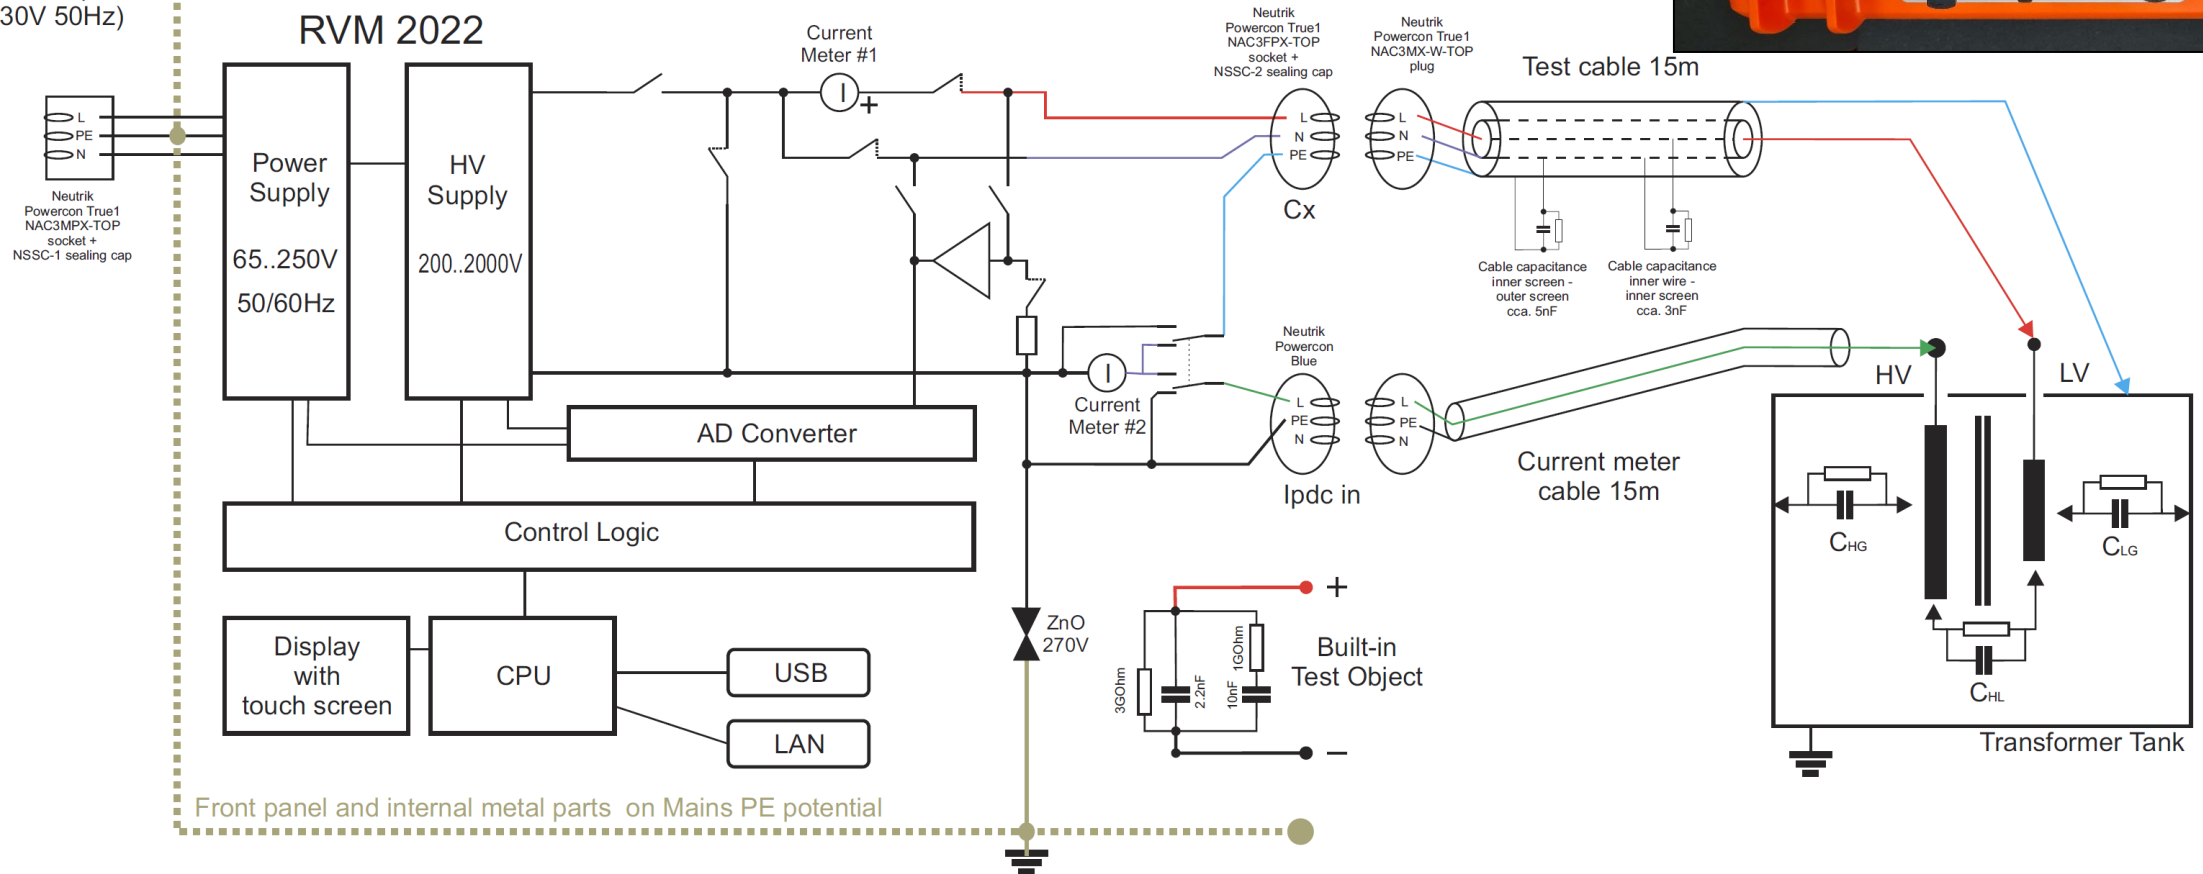 30V 50Hz)
RVM 2022
L
PE
N
Neutrik
Powercon True1
NAC3MPX-TOP
socket +
NSSC-1 sealing cap
Power
Supply
65..250V
50/60Hz
HV
Supply
200..2000V
Current
Meter #1
I
+
Neutrik
Powercon True1
NAC3FPX-TOP
socket +
NSSC-2 sealing cap
L
N
PE
Cx
Neutrik
Powercon True1
NAC3MX-W-TOP
plug
L
N
PE
Test cable 15m
Cable capacitance
inner screen -
outer screen
cca. 5nF
Cable capacitance
inner wire -
inner screen
cca. 3nF
I
Current
Meter #2
Neutrik
Powercon
Blue
L
PE
N
Ipdc in
L
PE
N
Current meter
cable 15m
HV
LV
CHG
CLG
CHL
Transformer Tank
AD Converter
Control Logic
Display
with
touch screen
CPU
USB
LAN
ZnO
270V
3GOhm
2.2nF
10nF
1GOhm
+
Built-in
Test Object
–
Front panel and internal metal parts on Mains PE potential